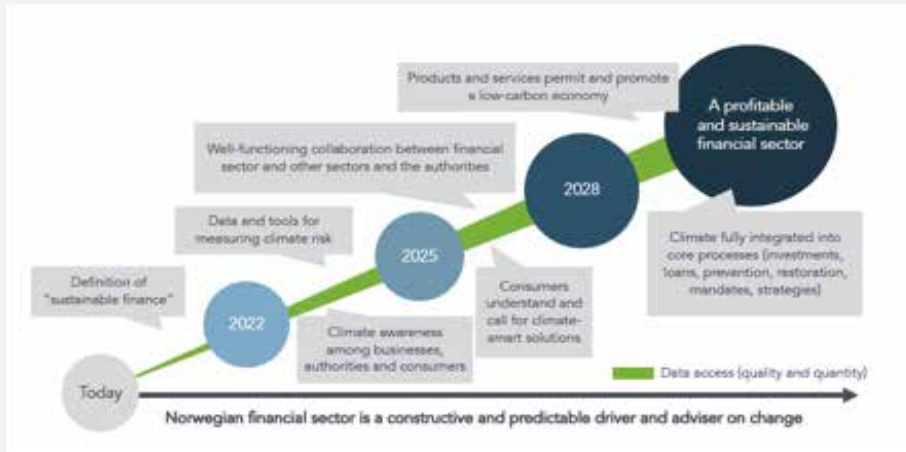 Products and services permit and promote
a low-carbon economy
A profitable
and sustainable
financial sector
Well-functioning collaboration between financial
sector and other sectors and the authorities
2028
Data and tools for
measuring climate risk
2025
Climate fully integrated into
core processes (investments,
loans, prevention, restoration,
mandates, strategies)
Definition of
"sustainable finance"
Consumers
understand and
call for climate-
smart solutions
2022
Climate awareness
among businesses,
authorities and consumers
Data access (quality and quantity)
Today
Norwegian financial sector is a constructive and predictable driver and adviser on change